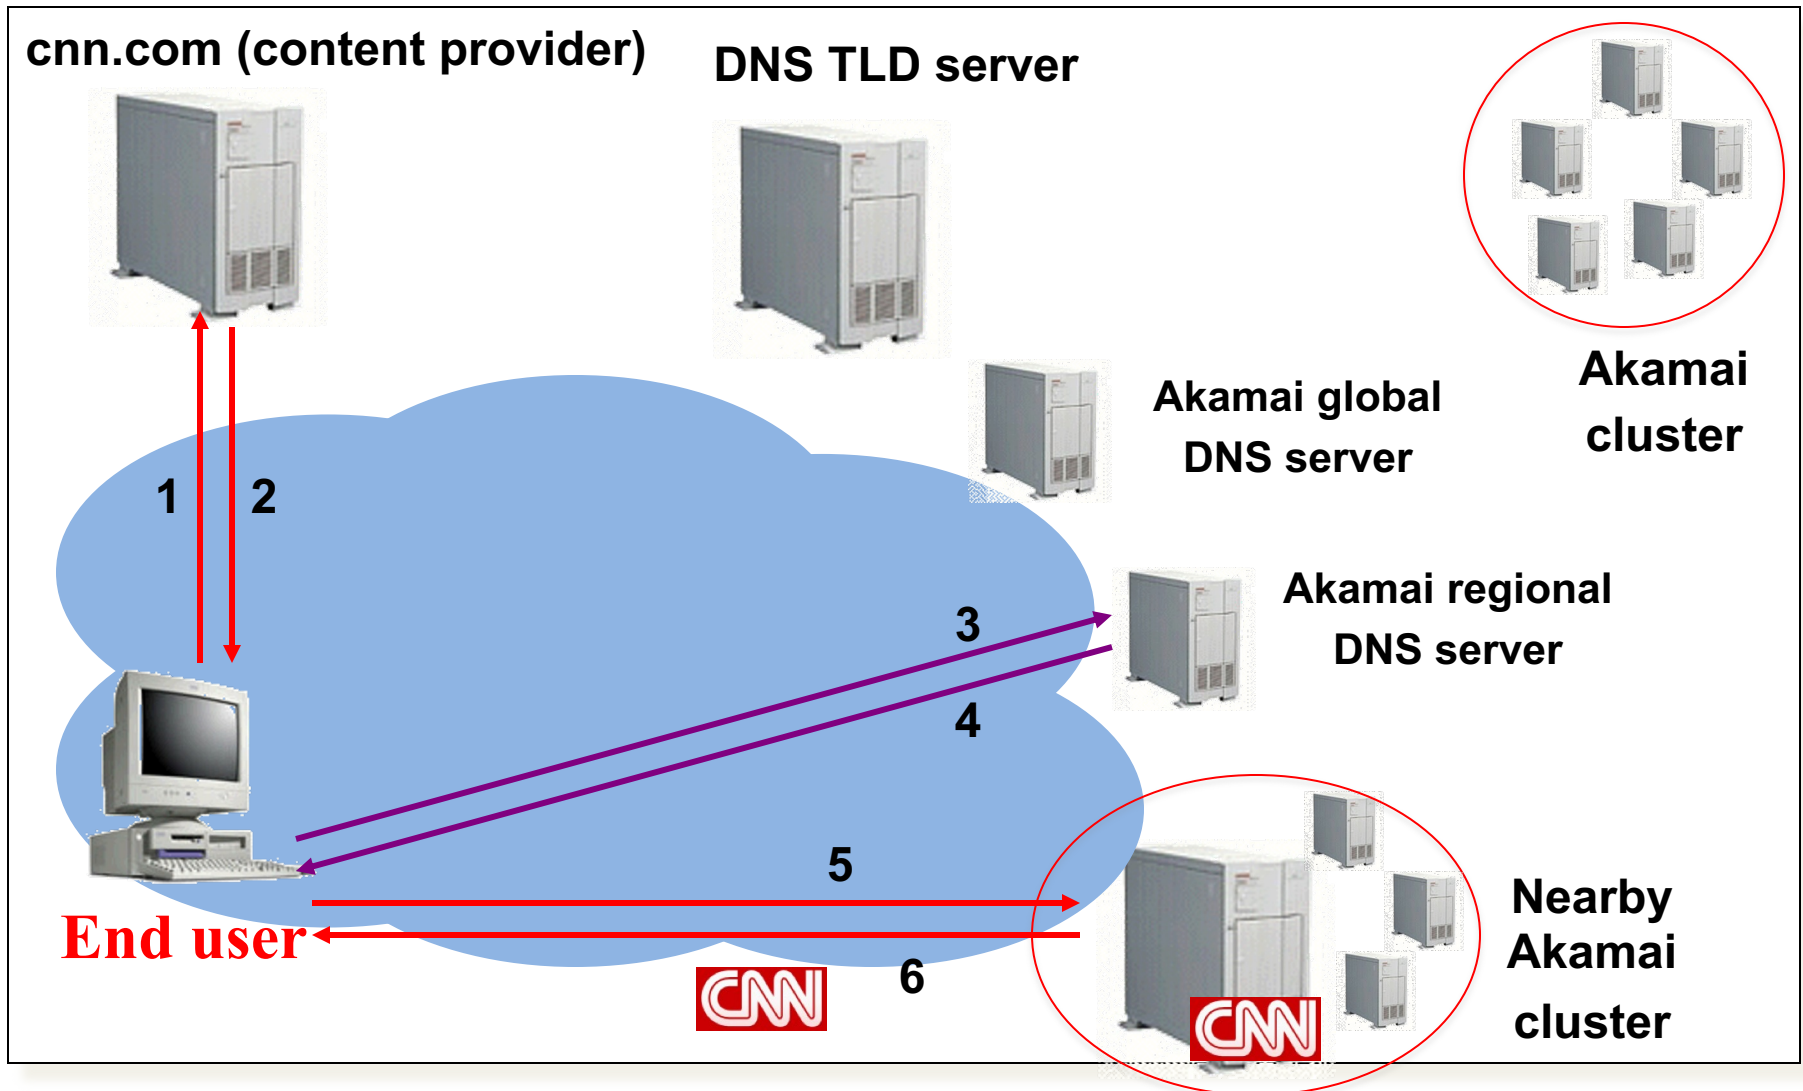 cnn.com (content provider)
DNS TLD server
Akamai
cluster
Akamai global
DNS server
1
2
Akamai regional
DNS server
3
4
5
Nearby
Akamai
cluster
End user
6
CNN
CNN